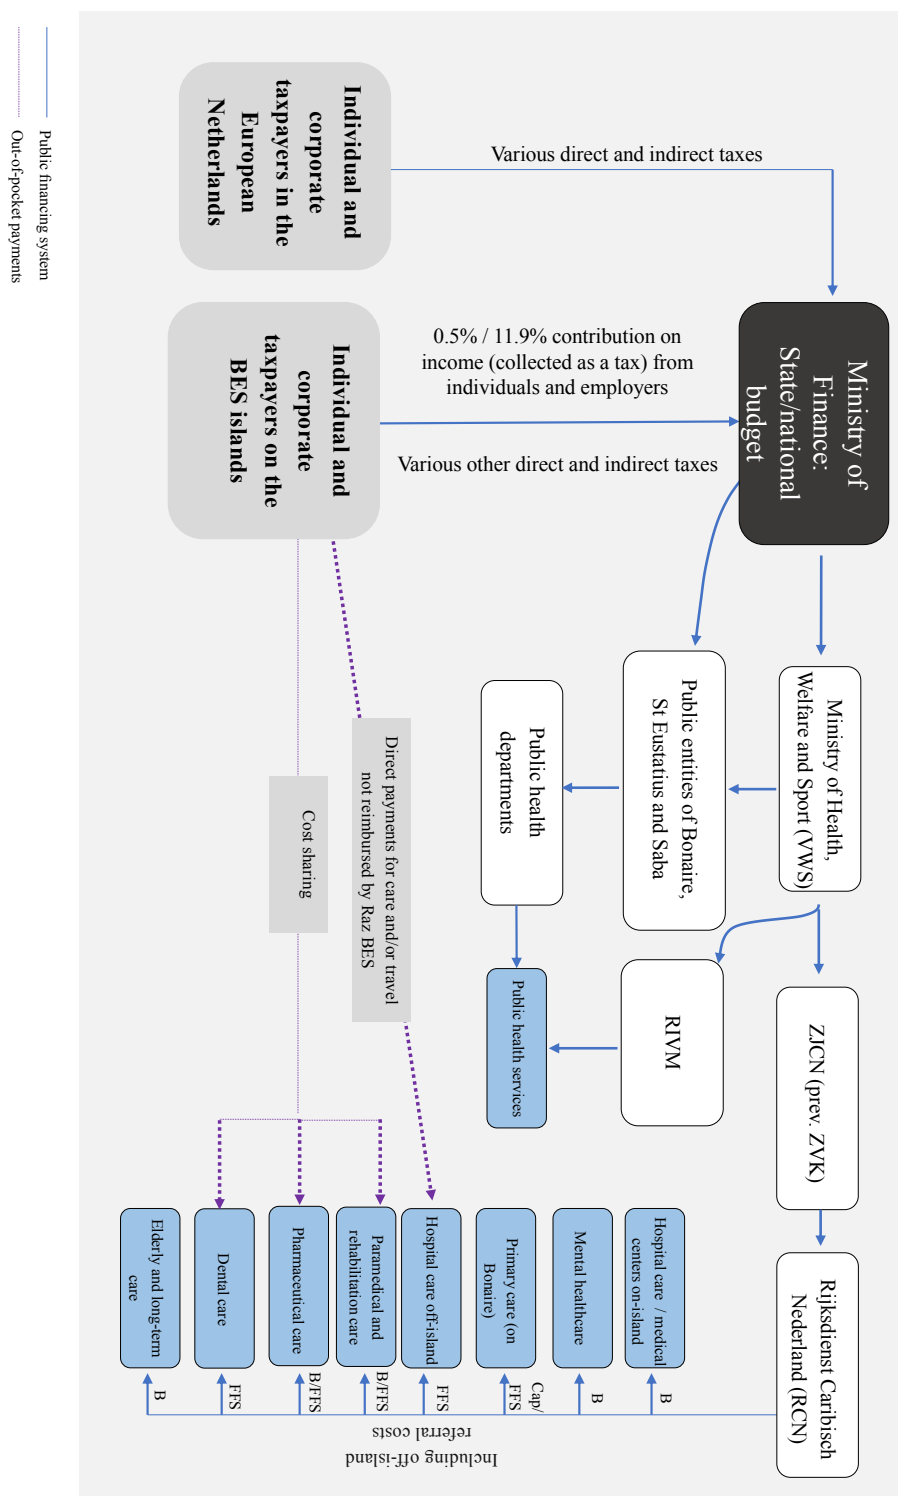 Individual and
corporate
taxpayers in the
European
Netherlands
Various direct and indirect taxes
Individual and
corporate
taxpayers on the
BES islands
0.5% / 11.9% contribution on
income (collected as a tax) from
individuals and employers
Various other direct and indirect taxes
Ministry of
Finance:
State/national
budget
Ministry of Health,
Welfare and Sport (VWS)
Public entities of Bonaire,
St Eustatius and Saba
Public health
departments
ZJCN (prev. ZVK)
RIVM
Public health services
Rijksdienst Caribisch
Nederland (RCN)
Direct payments for care and/or travel
not reimbursed by Raz BES
Cost sharing
Hospital care / medical
centers on-island
B
Mental healthcare
B
Primary care (on
Bonaire)
Cap/
FFS
Hospital care off-island
FFS
Paramedical and
rehabilitation care
B/FFS
Pharmaceutical care
B/FFS
Dental care
FFS
Elderly and long-term
care
B
Including off-island
referral costs
Public financing system
Out-of-pocket payments